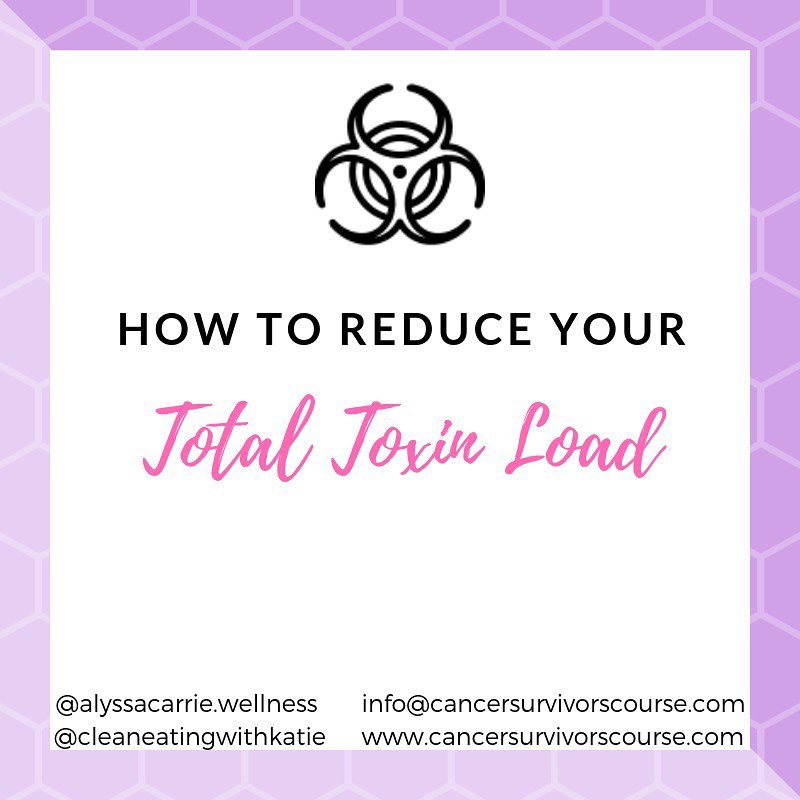 HOW TO REDUCE YOUR
Total Toxin Load
@alyssacarrie.wellness info@cancersurvivorscourse.com
@cleaneatingwithkatie www.cancersurvivorscourse.com